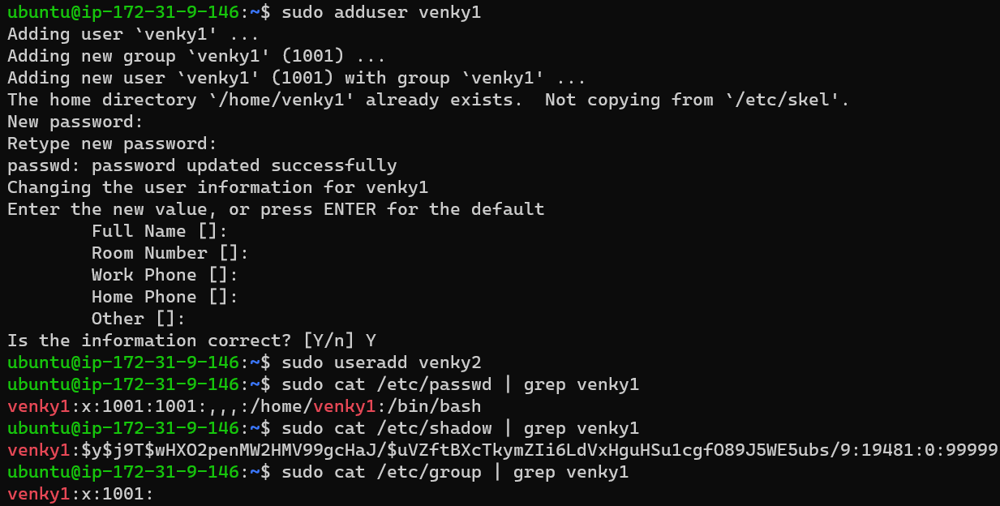 ubuntu@ip-172-31-9-146:~$ sudo adduser venky1
Adding user `venky1' ...
Adding new group `venky1' (1001) ...
Adding new user `venky1' (1001) with group `venky1' ...
The home directory `/home/venky1' already exists.  Not copying from `/etc/skel'.
New password:
Retype new password:
passwd: password updated successfully
Changing the user information for venky1
Enter the new value, or press ENTER for the default
        Full Name []:
        Room Number []:
        Work Phone []:
        Home Phone []:
        Other []:
Is the information correct? [Y/n] Y
ubuntu@ip-172-31-9-146:~$ sudo useradd venky2
ubuntu@ip-172-31-9-146:~$ sudo cat /etc/passwd | grep venky1
venky1:x:1001:1001:,,,:/home/venky1:/bin/bash
ubuntu@ip-172-31-9-146:~$ sudo cat /etc/shadow | grep venky1
venky1:$y$j9T$wHXO2penMW2HMV99gcHaJ/$uVZftBXcTkymZIi6LdVxHguHSu1cgfO89J5WE5ubs/9:19481:0:99999
ubuntu@ip-172-31-9-146:~$ sudo cat /etc/group | grep venky1
venky1:x:1001: